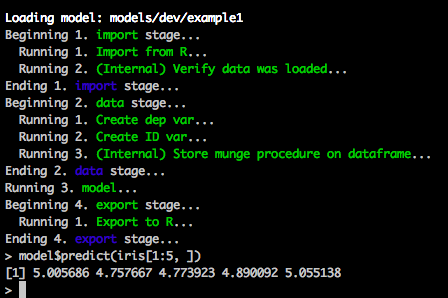 Loading model: models/dev/example1
Beginning 1. import stage...
  Running 1. Import from R...
  Running 2. (Internal) Verify data was loaded...
Ending 1. import stage...
Beginning 2. data stage...
  Running 1. Create dep var...
  Running 2. Create ID var...
  Running 3. (Internal) Store munge procedure on dataframe...
Ending 2. data stage...
Running 3. model...
Beginning 4. export stage...
  Running 1. Export to R...
Ending 4. export stage...
> model$predict(iris[1:5, ])
[1] 5.005686 4.757667 4.773923 4.890092 5.055138
>